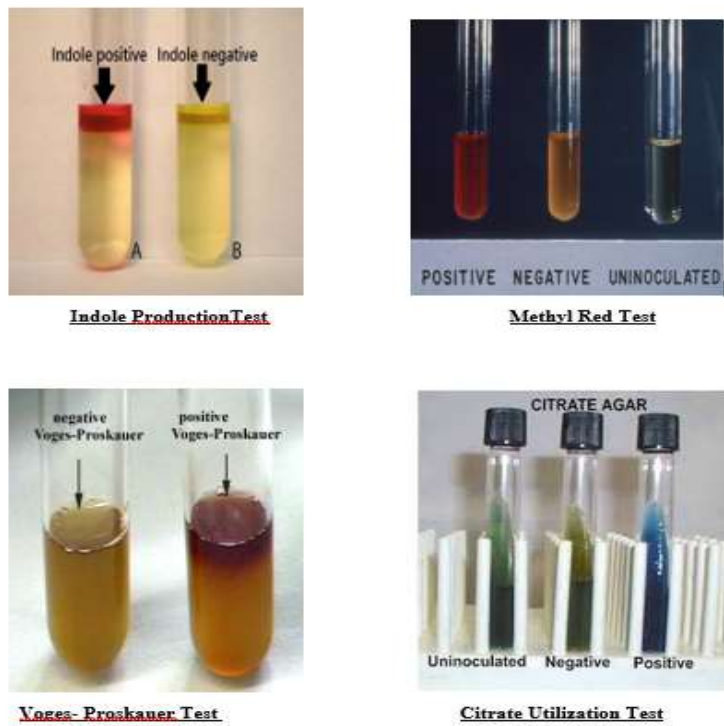 Indole positive Indole negative
A B
Indole ProductionTest
POSITIVE NEGATIVE UNINOCULATED
Methyl Red Test
negative
Voges-Proskauer
positive
Voges-Proskauer
Voges- Proskauer Test
CITRATE AGAR
Uninoculated Negative Positive
Citrate Utilization Test